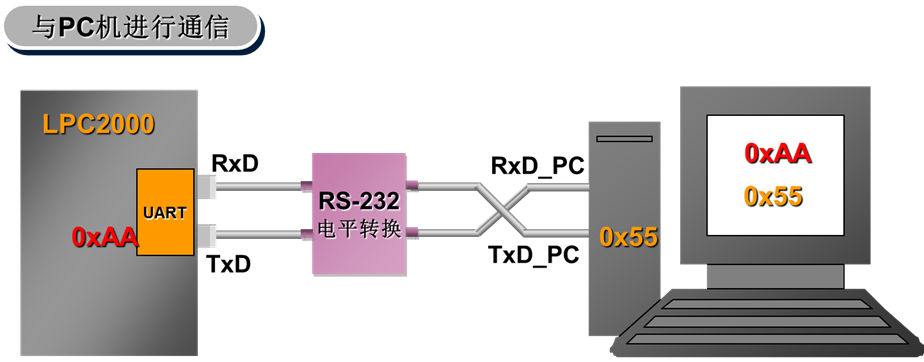 与PC机进行通信
LPC2000
UART
0xAA
RxD
TxD
RS-232
电平转换
RxD_PC
TxD_PC
0x55
0xAA
0x55